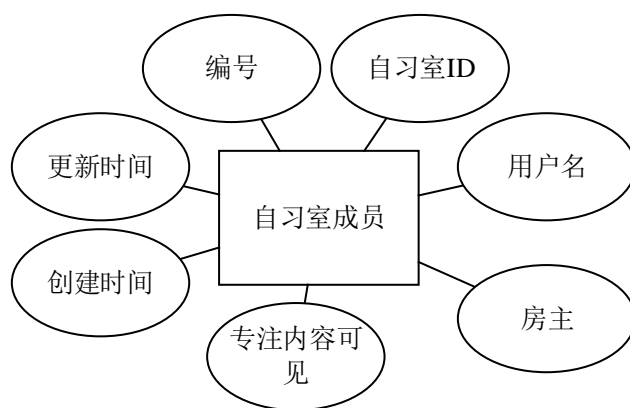 编号
自习室ID
更新时间
用户名
自习室成员
创建时间
房主
专注内容可
见